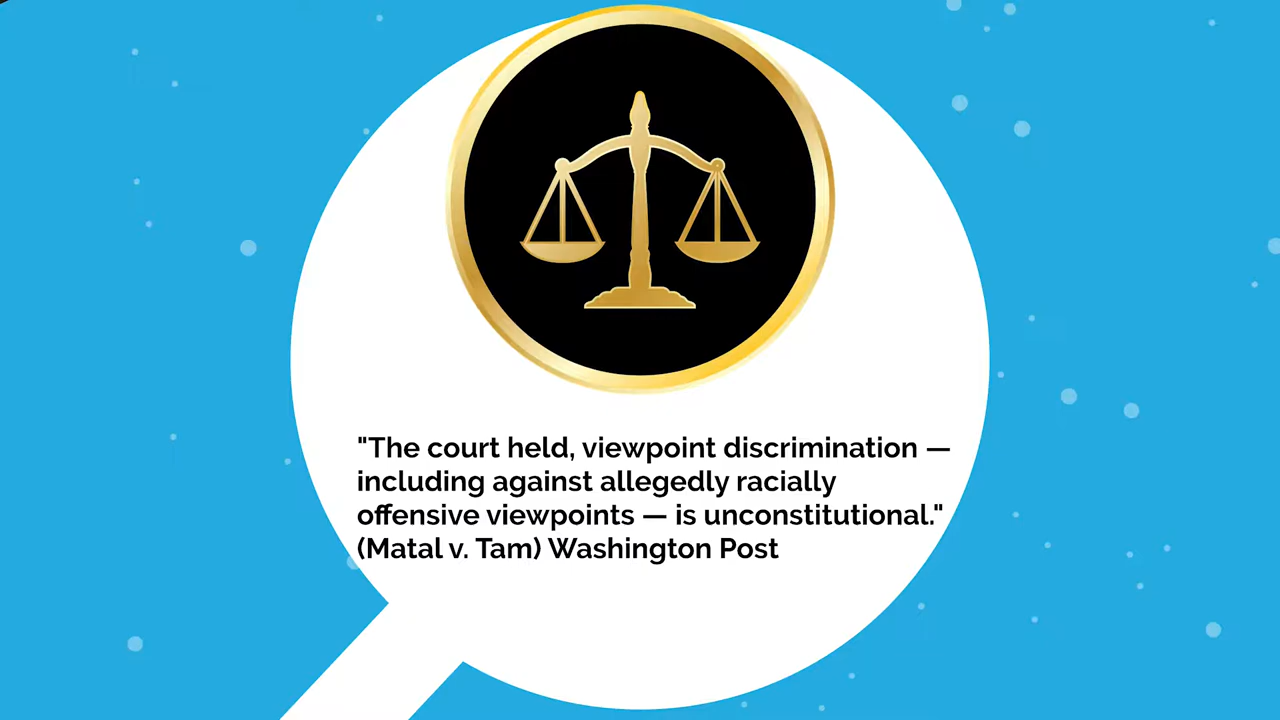 "The court held, viewpoint discrimination —
including against allegedly racially
offensive viewpoints — is unconstitutional."
(Matal v. Tam) Washington Post